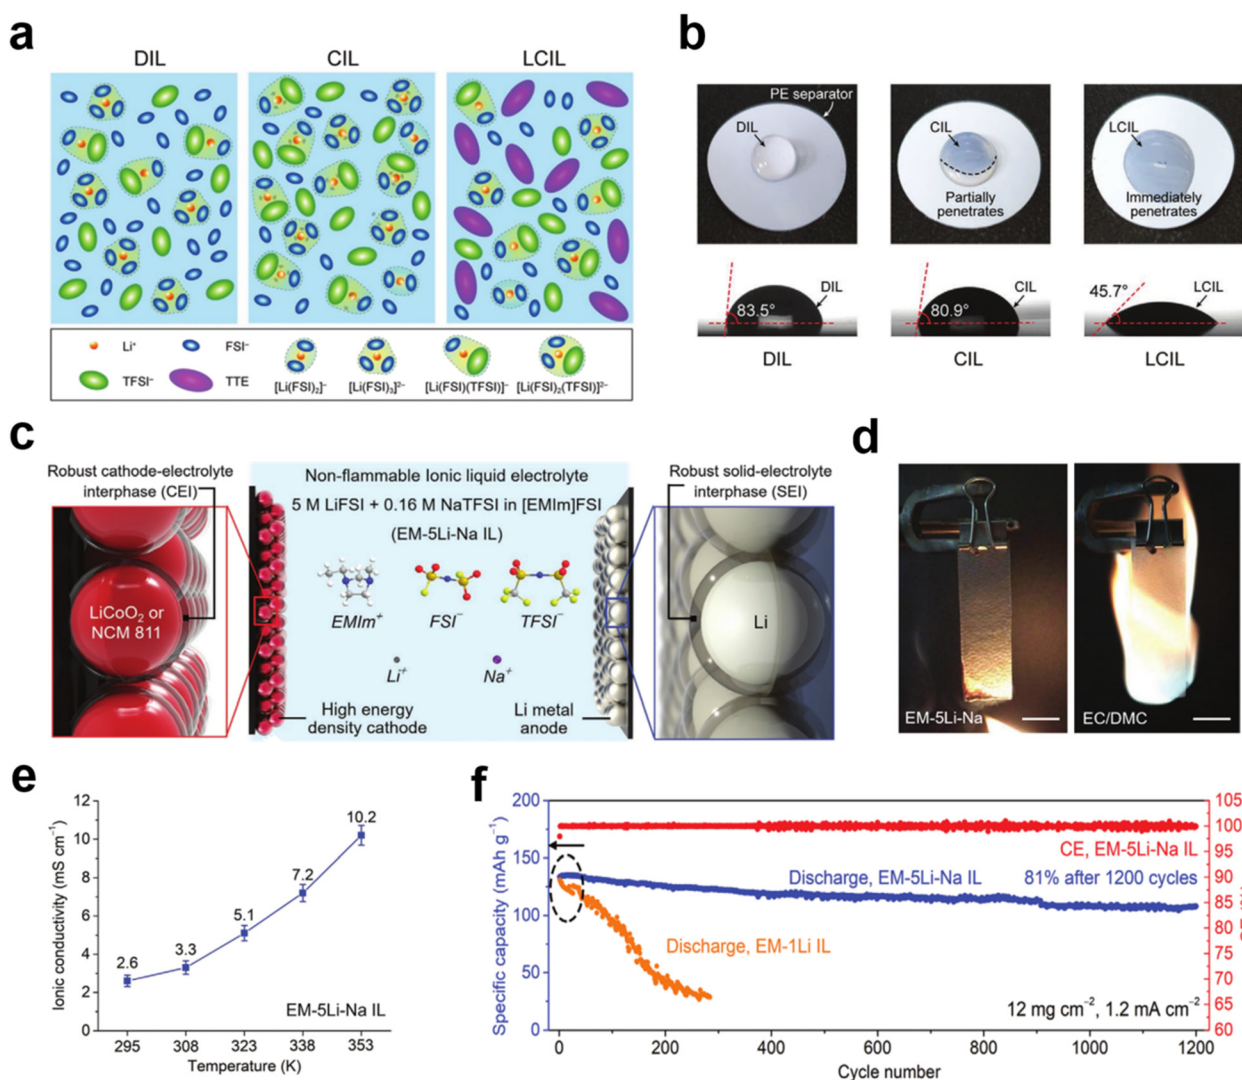 a
DIL
CIL
LCIL
Li⁺
FSI⁻
TFSI⁻
TTE
[Li(FSI)₂]⁻
[Li(FSI)₃]²⁻
[Li(FSI)(TFSI)]⁻
[Li(FSI)₂(TFSI)]²⁻
b
PE separator
DIL
CIL
Partially
penetrates
LCIL
Immediately
penetrates
83.5°
DIL
80.9°
CIL
45.7°
LCIL
DIL
CIL
LCIL
c
Robust cathode-electrolyte
interphase (CEI)
Non-flammable Ionic liquid electrolyte
5 M LiFSI + 0.16 M NaTFSI in [EMIm]FSI
(EM-5Li-Na IL)
Robust solid-electrolyte
interphase (SEI)
LiCoO₂ or
NCM 811
EMIm⁺
FSI⁻
TFSI⁻
Li⁺
Na⁺
High energy
density cathode
Li metal
anode
Li
d
EM-5Li-Na
EC/DMC
e
Ionic conductivity (mS cm⁻¹)
12
10
8
6
4
2
0
2.6
3.3
5.1
7.2
10.2
EM-5Li-Na IL
295
308
323
338
353
Temperature (K)
f
Specific capacity (mAh g⁻¹)
200
150
100
50
0
105
100
95
90
85
80
75
70
65
60
CE, EM-5Li-Na IL
Discharge, EM-5Li-Na IL
81% after 1200 cycles
Discharge, EM-1Li IL
12 mg cm⁻², 1.2 mA cm⁻²
0
200
400
600
800
1000
1200
Cycle number